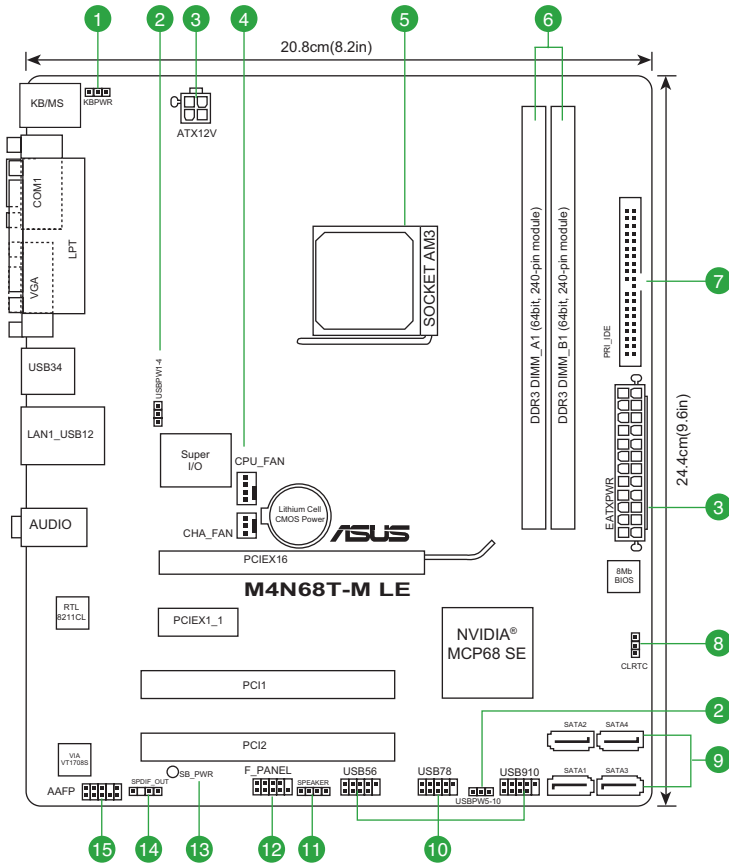 1
2
3
4
5
6
20.8cm(8.2in)
KB/MS
KBPWR
ATX12V
COM1
LPT
VGA
SOCKET AM3
DDR3 DIMM_A1 (64bit, 240-pin module)
DDR3 DIMM_B1 (64bit, 240-pin module)
PRI_IDE
7
24.4cm(9.6in)
USB34
USBPW1-4
LAN1_USB12
Super
I/O
CPU_FAN
EATXPWR
3
Lithium Cell
CMOS Power
CHA_FAN
AUDIO
ASUS
PCIEX16
M4N68T-M LE
8Mb
BIOS
RTL
8211CL
PCIEX1_1
NVIDIA®
MCP68 SE
8
CLRTC
PCI1
2
SATA2
SATA4
9
PCI2
VIA
VT1708S
SB_PWR
SPDIF_OUT
AAFP
F_PANEL
SPEAKER
USB56
USB78
USBPW5-10
USB910
SATA1
SATA3
15
14
13
12
11
10